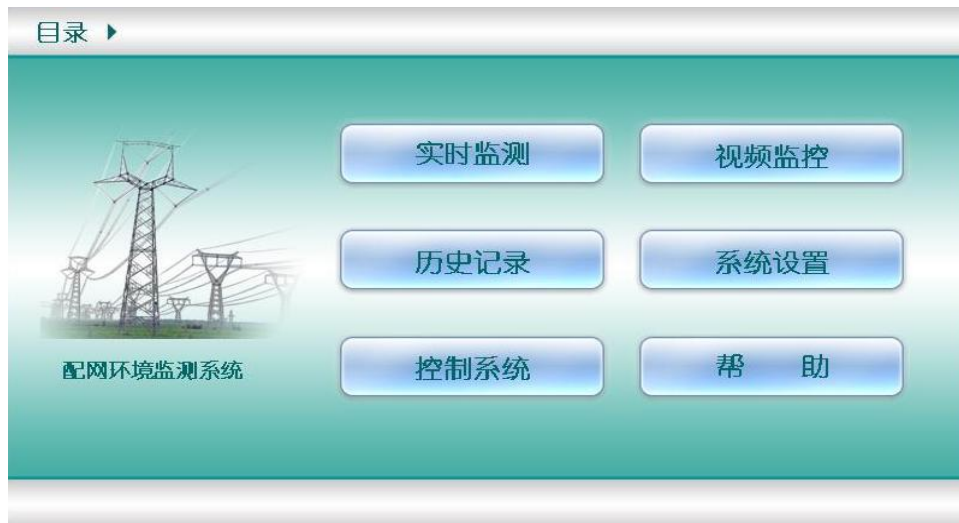 目录
实时监测
视频监控
历史记录
系统设置
控制系统
帮 助
配网环境监测系统